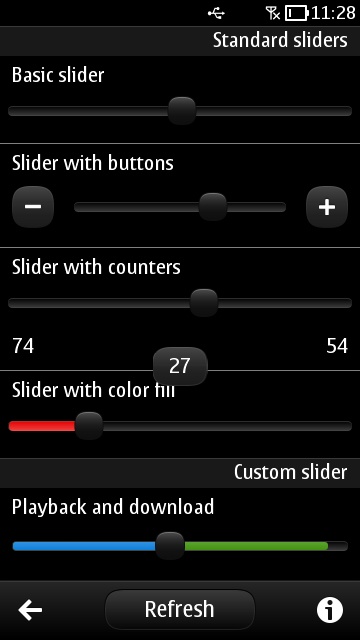 11:28
Standard sliders
Basic slider
Slider with buttons
Slider with counters
74 54
27
Slider with color fill
Custom slider
Playback and download
Refresh